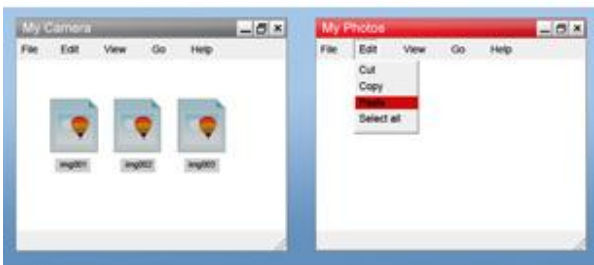 My Camera
File Edit View Go Help
img001 img002 img003
My Photos
File Edit View Go Help
Cut
Copy
Paste
Select all